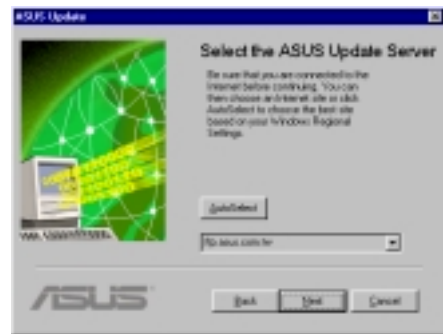 ASUS Update
Select the ASUS Update Server
Be sure that you are connected to the
Internet before continuing. You can
then choose an Internet site or click
AutoSelect to choose the best site
based on your Windows Regional
Settings.
AutoSelect
ftp.asus.com.tw
ASUS
Back
Next
Cancel